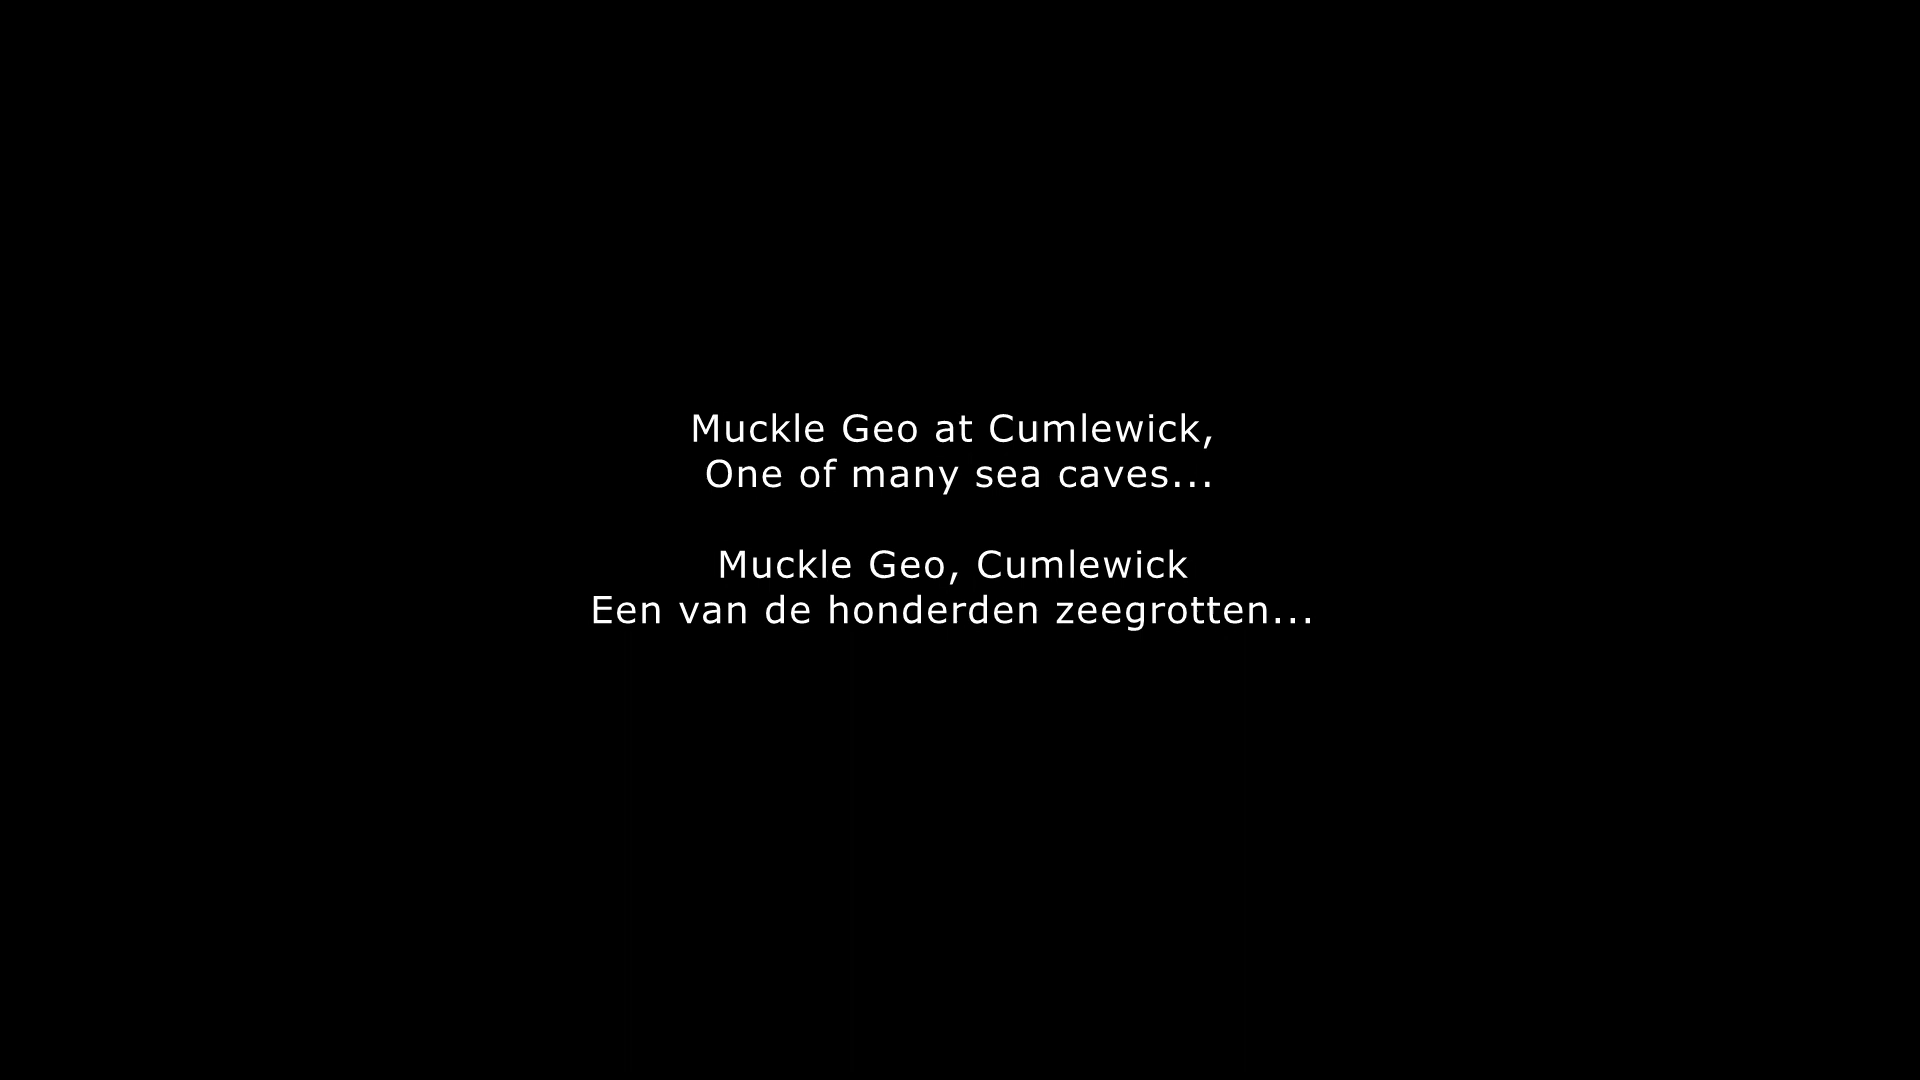 Muckle Geo at Cumlewick,
One of many sea caves...
Muckle Geo, Cumlewick
Een van de honderden zeegrotten...